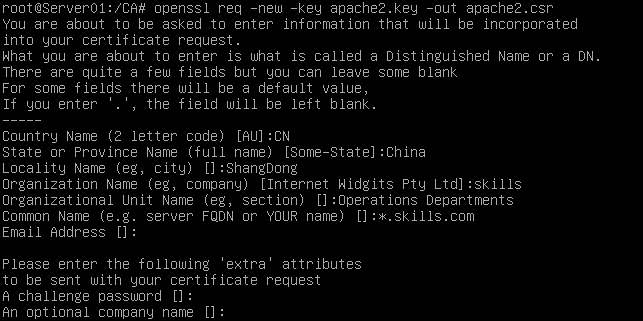 root@Server01:/CA# openssl req -new -key apache2.key -out apache2.csr
You are about to be asked to enter information that will be incorporated
into your certificate request.
What you are about to enter is what is called a Distinguished Name or a DN.
There are quite a few fields but you can leave some blank
For some fields there will be a default value,
If you enter '.', the field will be left blank.
-----
Country Name (2 letter code) [AU]:CN
State or Province Name (full name) [Some-State]:China
Locality Name (eg, city) []:ShangDong
Organization Name (eg, company) [Internet Widgits Pty Ltd]:skills
Organizational Unit Name (eg, section) []:Operations Departments
Common Name (e.g. server FQDN or YOUR name) []:*.skills.com
Email Address []:
Please enter the following 'extra' attributes
to be sent with your certificate request
A challenge password []:
An optional company name []: